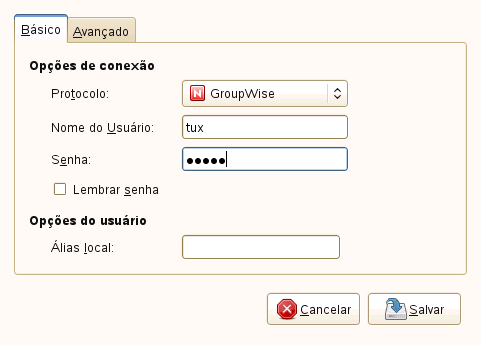 Básico Avançado
Opções de conexão
Protocolo: GroupWise
Nome do Usuário: tux
Senha: ●●●●●
Lembrar senha
Opções do usuário
Álias local:
Cancelar Salvar